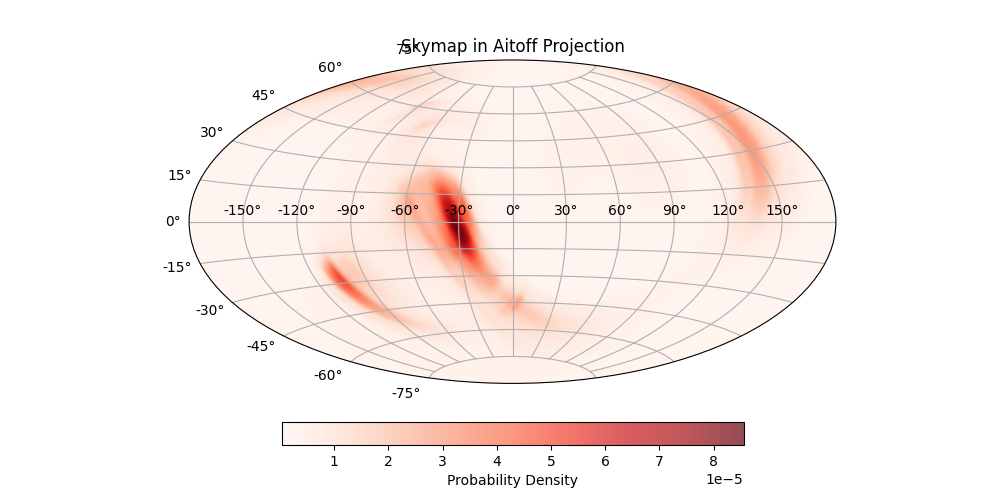 75°
Skymap in Aitoff Projection
60°
45°
30°
15°
-150° -120° -90° -60° -30° 0° 30° 60° 90° 120° 150°
0°
-15°
-30°
-45°
-60°
-75°
1 2 3 4 5 6 7 8
1e−5
Probability Density